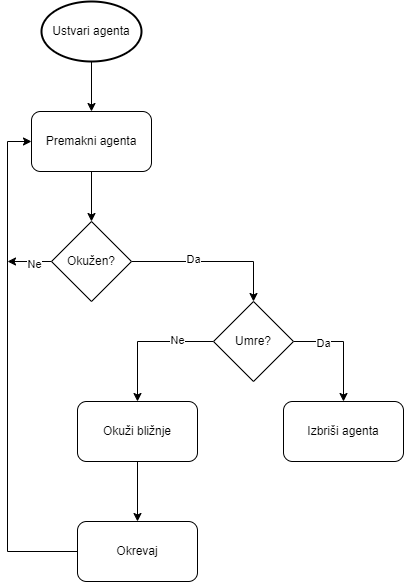 Ustvari agenta
Premakni agenta
Okužen?
Ne
Da
Umre?
Ne
Da
Okuži bližnje
Izbriši agenta
Okrevaj